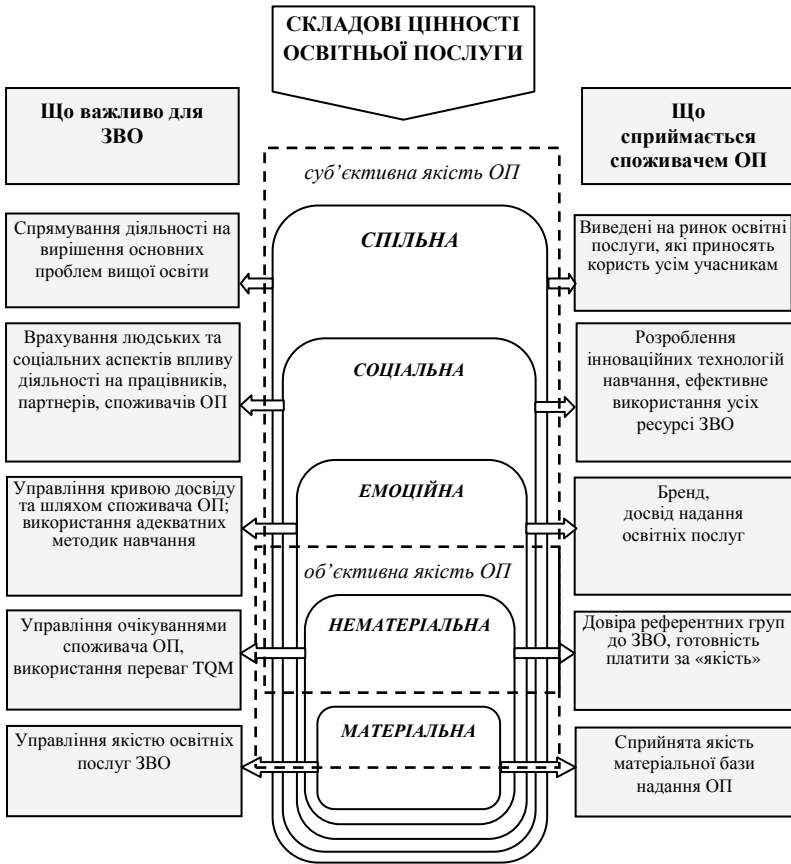 СКЛАДОВІ ЦІННОСТІ
ОСВІТНЬОЇ ПОСЛУГИ
Що важливо для
ЗВО
Що
сприймається
споживачем ОП
суб’єктивна якість ОП
Спрямування діяльності на
вирішення основних
проблем вищої освіти
СПІЛЬНА
Виведені на ринок освітні
послуги, які приносять
користь усім учасникам
Врахування людських та
соціальних аспектів впливу
діяльності на працівників,
партнерів, споживачів ОП
СОЦІАЛЬНА
Розроблення
інноваційних технологій
навчання, ефективне
використання усіх
ресурсі ЗВО
Управління кривою досвіду
та шляхом споживача ОП;
використання адекватних
методик навчання
ЕМОЦІЙНА
Бренд,
досвід надання
освітніх послуг
об’єктивна якість ОП
Управління очікуваннями
споживача ОП,
використання переваг TQM
НЕМАТЕРІАЛЬНА
Довіра референтних груп
до ЗВО, готовність
платити за «якість»
Управління якістю освітніх
послуг ЗВО
МАТЕРІАЛЬНА
Сприйнята якість
матеріальної бази
надання ОП